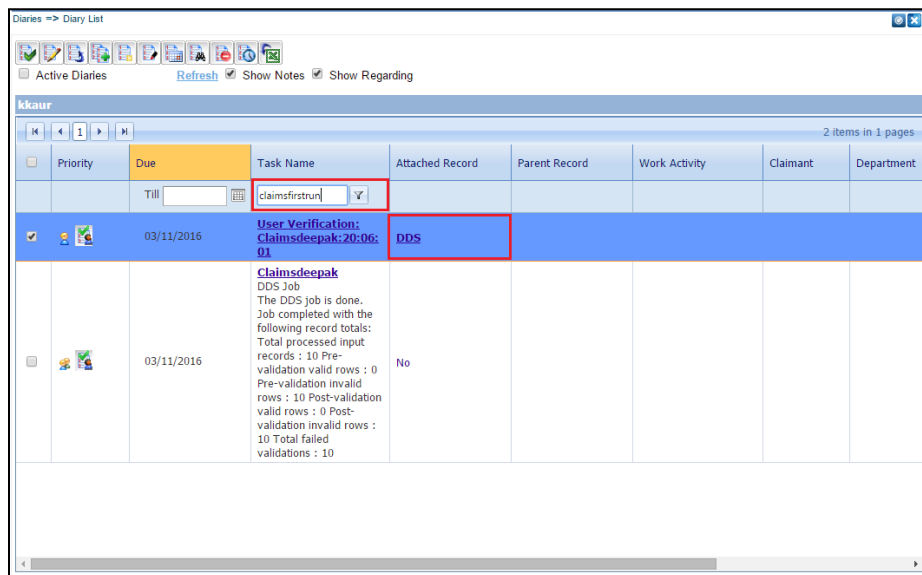 Diaries => Diary List
Active Diaries Refresh Show Notes Show Regarding
kkaur
1 2 items in 1 pages
Priority Due Task Name Attached Record Parent Record Work Activity Claimant Department
Till claimsfirstrun
User Verification:
Claimsdeepak:20:06:
01
03/11/2016 DDS
Claimsdeepak
DDS Job
The DDS job is done.
Job completed with the
following record totals:
Total processed input
records : 10 Pre-
validation valid rows : 0
Pre-validation invalid
rows : 10 Post-validation
valid rows : 0 Post-
validation invalid rows :
10 Total failed
validations : 10
03/11/2016 No